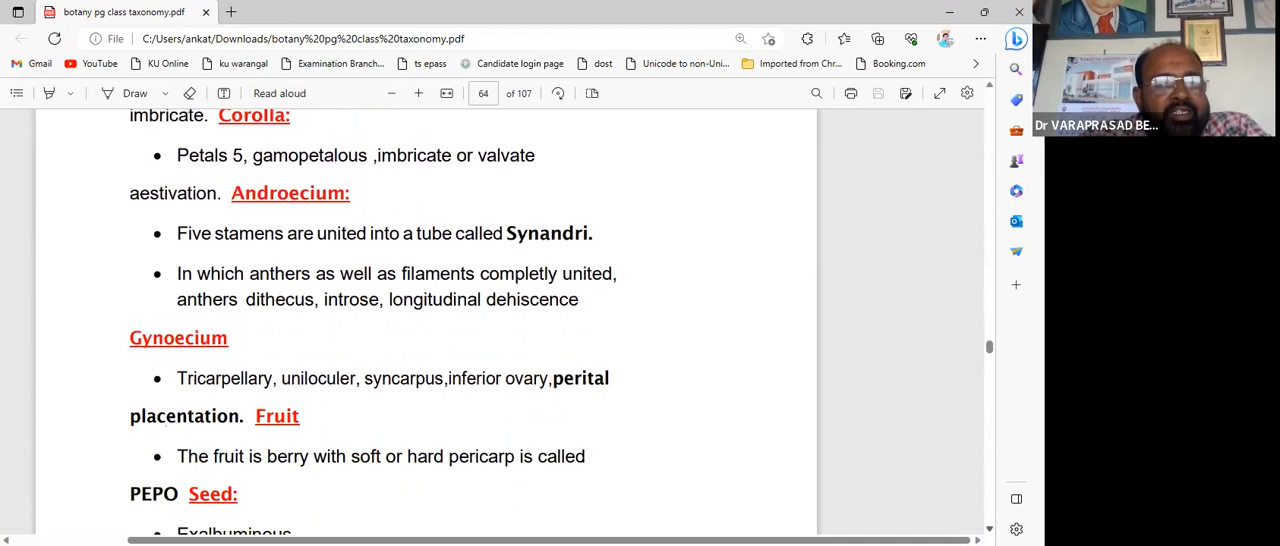 botany pg class taxonomy.pdf
File
C:/Users/ankat/Downloads/botany%20pg%20class%20taxonomy.pdf
Gmail
YouTube
KU Online
ku warangal
Examination Branch...
ts epass
Candidate login page
dost
Unicode to non-Uni...
Imported from Chr...
Booking.com
Draw
Read aloud
64
of 107
Dr VARAPRASAD BE...
imbricate. Corolla:
• Petals 5, gamopetalous ,imbricate or valvate
aestivation. Androecium:
• Five stamens are united into a tube called Synandri.
• In which anthers as well as filaments completly united,
anthers dithecus, introse, longitudinal dehiscence
Gynoecium
• Tricarpellary, uniloculer, syncarpus,inferior ovary,perital
placentation. Fruit
• The fruit is berry with soft or hard pericarp is called
PEPO Seed:
• Exalbuminous